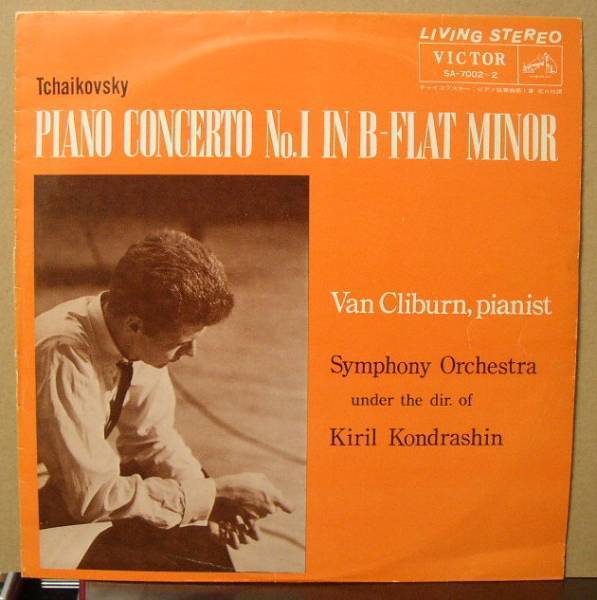 LIVING STEREO
VICTOR
SA-7002-2
Tchaikovsky
PIANO CONCERTO No.1 IN B-FLAT MINOR
Van Cliburn, pianist
Symphony Orchestra
under the dir. of
Kiril Kondrashin